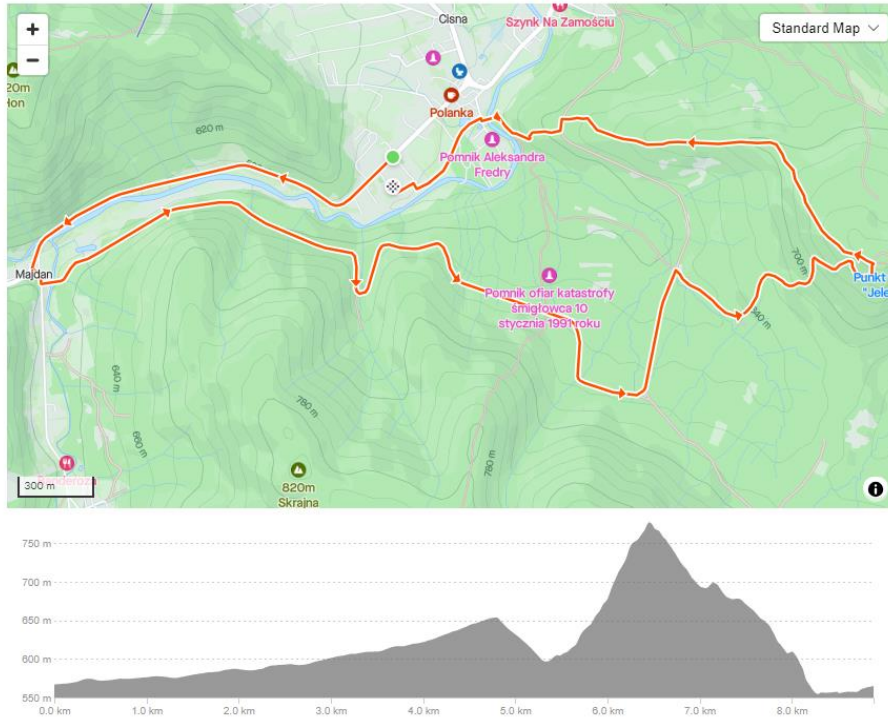 +
−
Cisna
Szynk Na Zamościu
Standard Map
Hon
620 m
Polanka
Pomnik Aleksandra
Fredry
Majdan
700 m
Punkt
"Jele
Pomnik ofiar katastrofy
śmigłowca 10
stycznia 1991 roku
640 m
640 m
660 m
760 m
780 m
300 m
820m
Skrajna
750 m
700 m
650 m
600 m
550 m
0.0 km
1.0 km
2.0 km
3.0 km
4.0 km
5.0 km
6.0 km
7.0 km
8.0 km